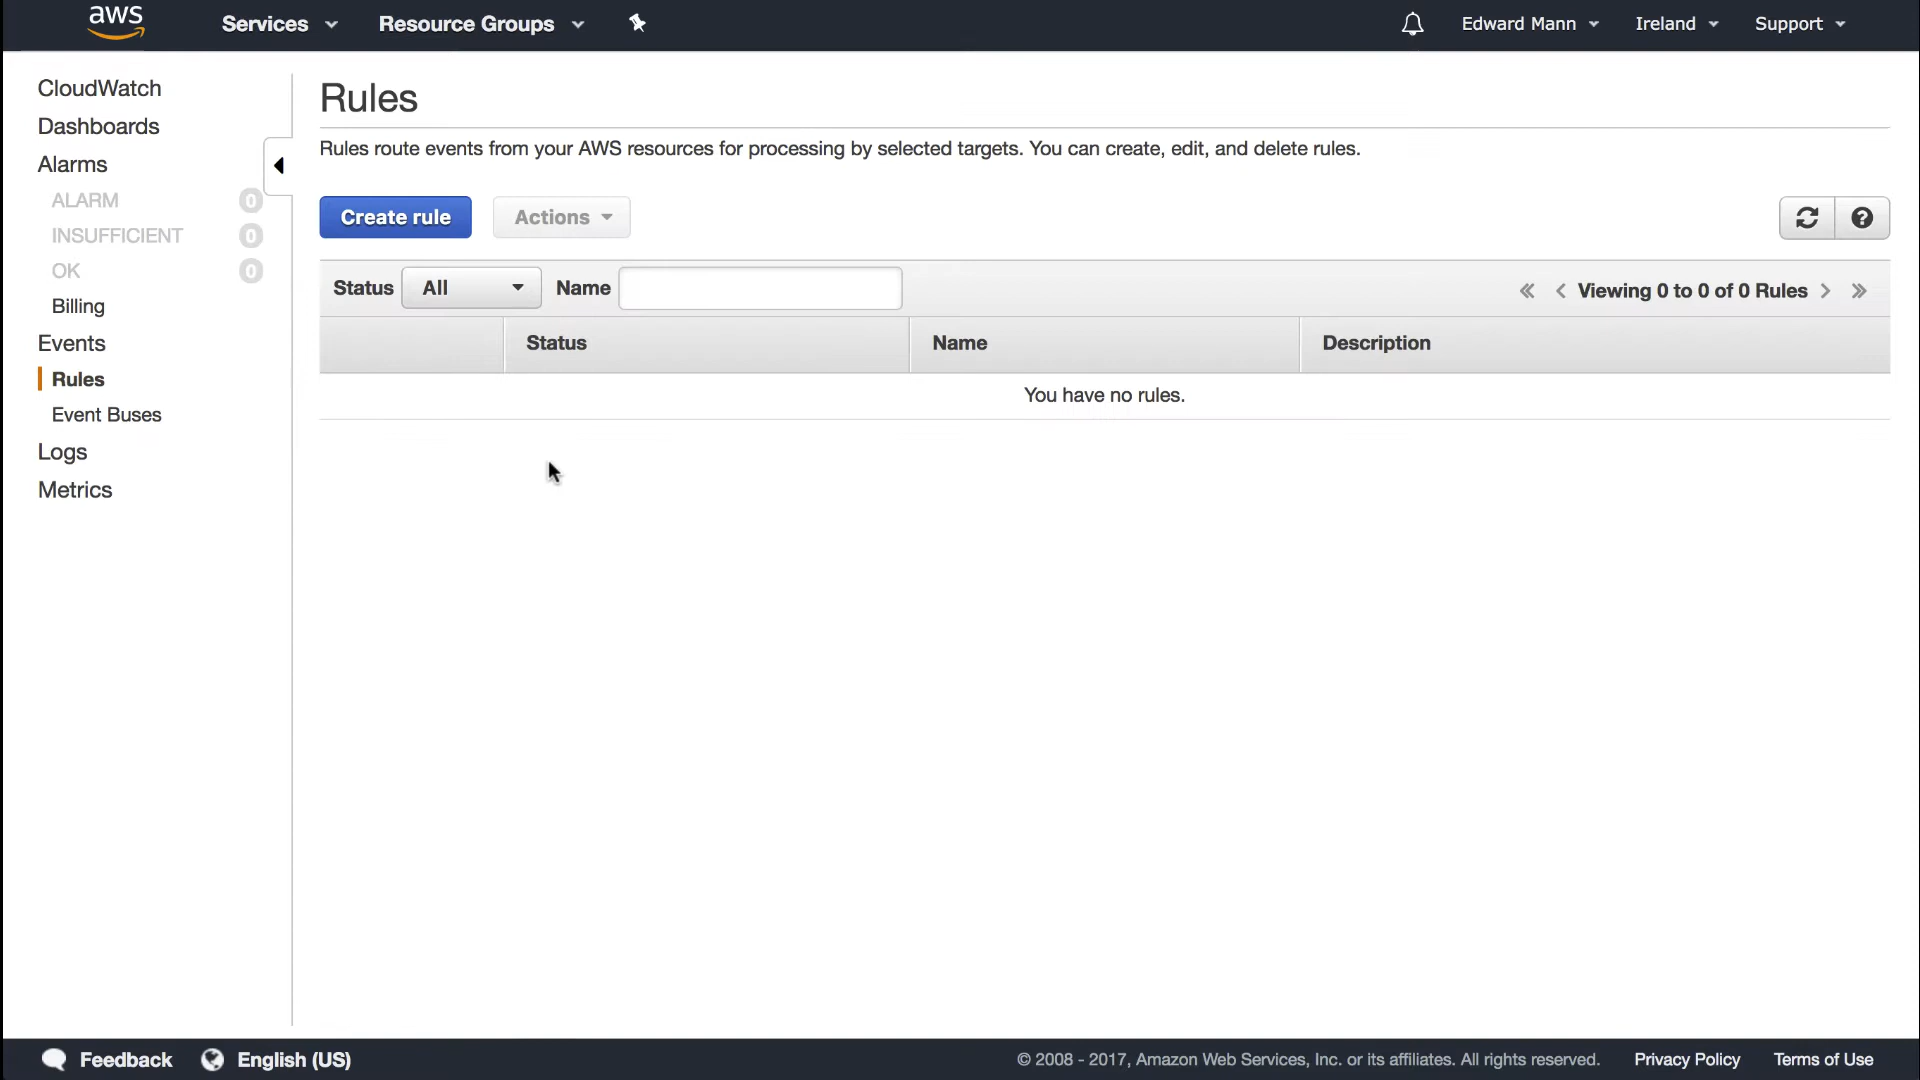 aws Services Resource Groups Edward Mann Ireland Support
CloudWatch
Dashboards
Alarms
ALARM 0
INSUFFICIENT 0
OK 0
Billing
Events
Rules
Event Buses
Logs
Metrics
Rules
Rules route events from your AWS resources for processing by selected targets. You can create, edit, and delete rules.
Create rule Actions
Status All Name « < Viewing 0 to 0 of 0 Rules > »
Status Name Description
You have no rules.
Feedback English (US) © 2008 - 2017, Amazon Web Services, Inc. or its affiliates. All rights reserved. Privacy Policy Terms of Use